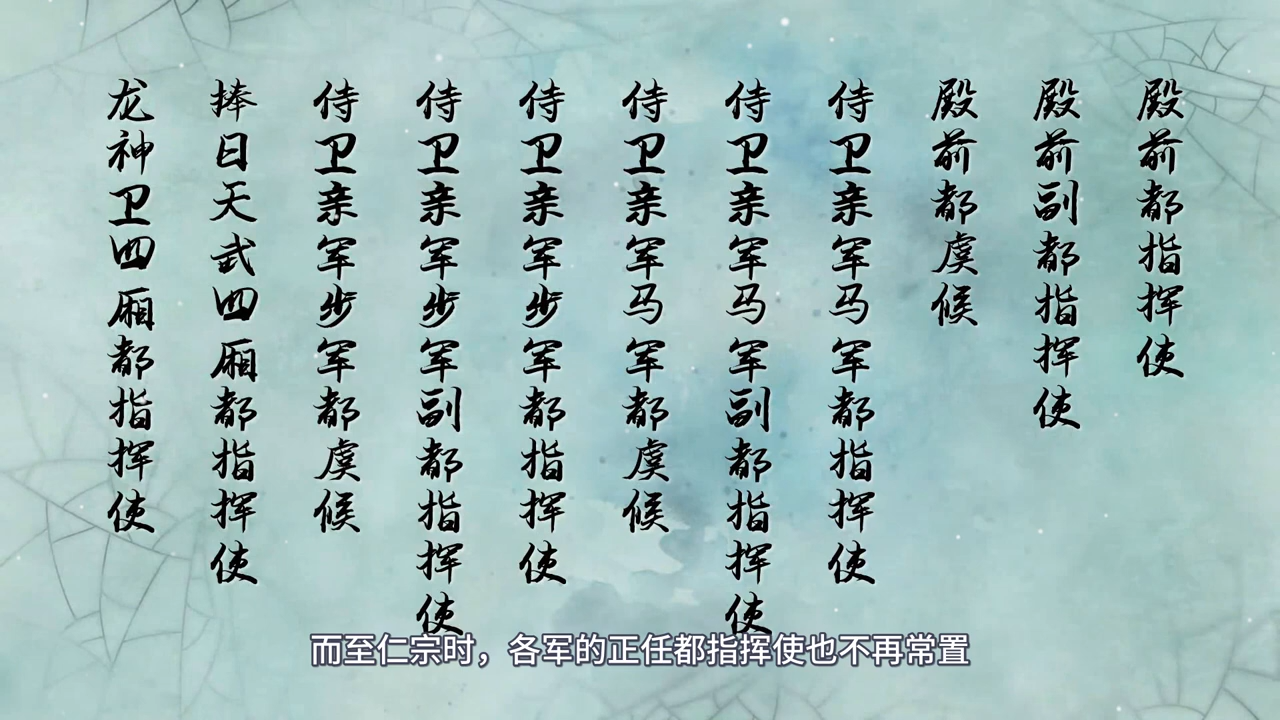 殿前都指挥使
殿前副都指挥使
殿前都虞候
侍卫亲军马军都指挥使
侍卫亲军马军副都指挥使
侍卫亲军马军都虞候
侍卫亲军步军都指挥使
侍卫亲军步军副都指挥使
侍卫亲军步军都虞候
捧日天武四厢都指挥使
龙神卫四厢都指挥使
而至仁宗时，各军的正任都指挥使也不再常置